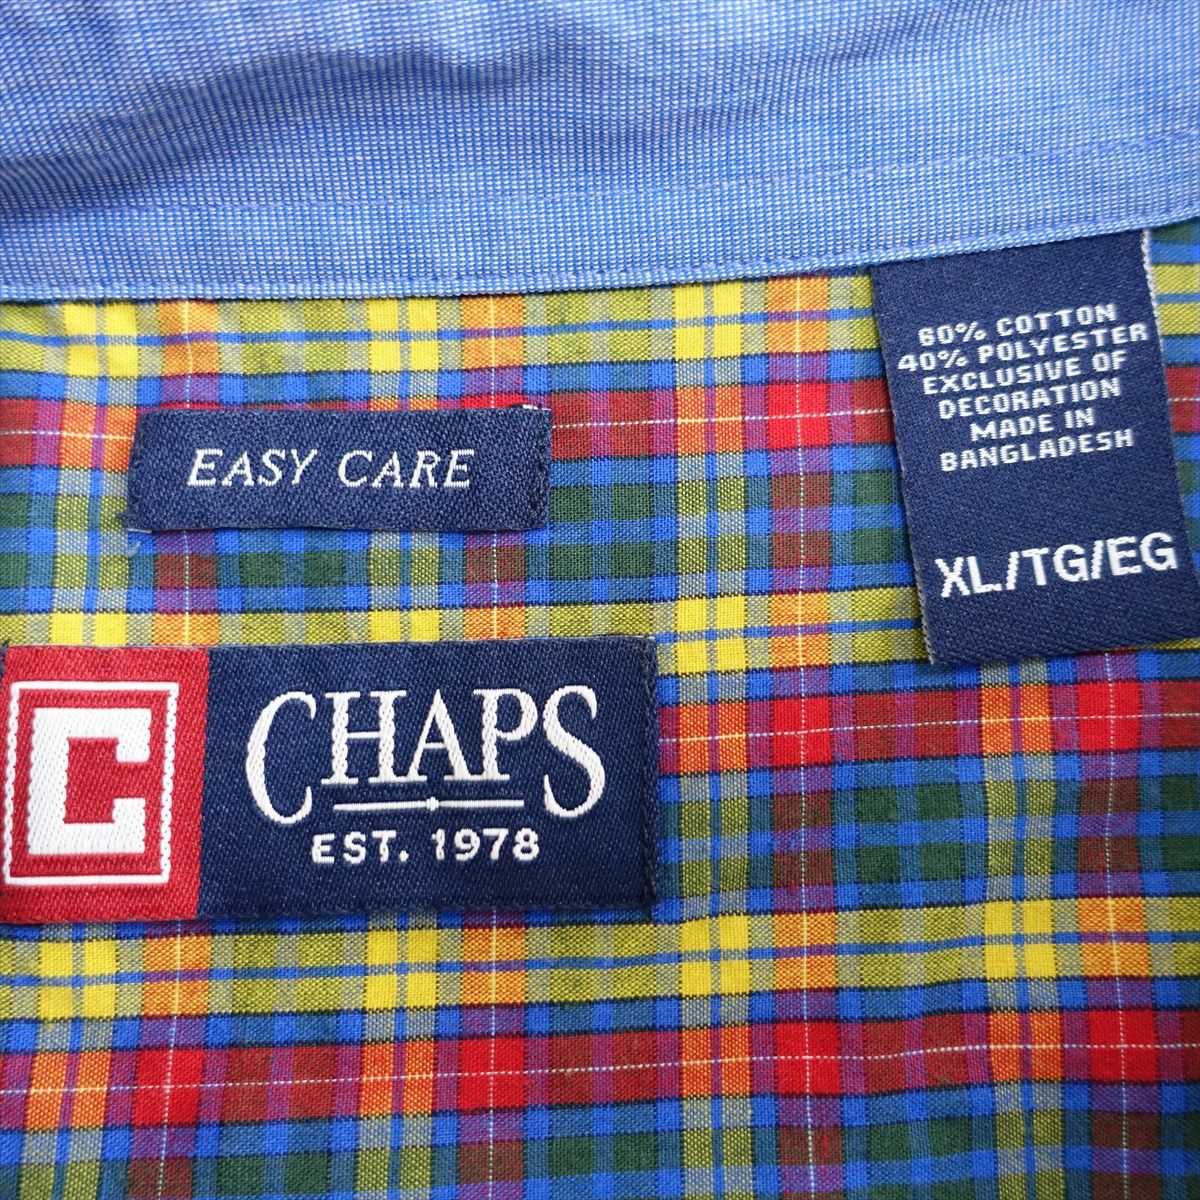 60% COTTON
40% POLYESTER
EXCLUSIVE OF
DECORATION
MADE IN
BANGLADESH
XL/TG/EG
EASY CARE
C
CHAPS
EST. 1978